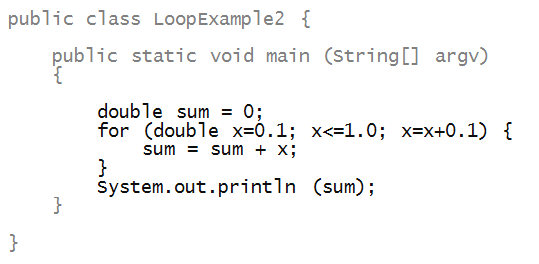 public class LoopExample2 {
    public static void main (String[] argv)
    {
        double sum = 0;
        for (double x=0.1; x<=1.0; x=x+0.1) {
            sum = sum + x;
        }
        System.out.println (sum);
    }
}